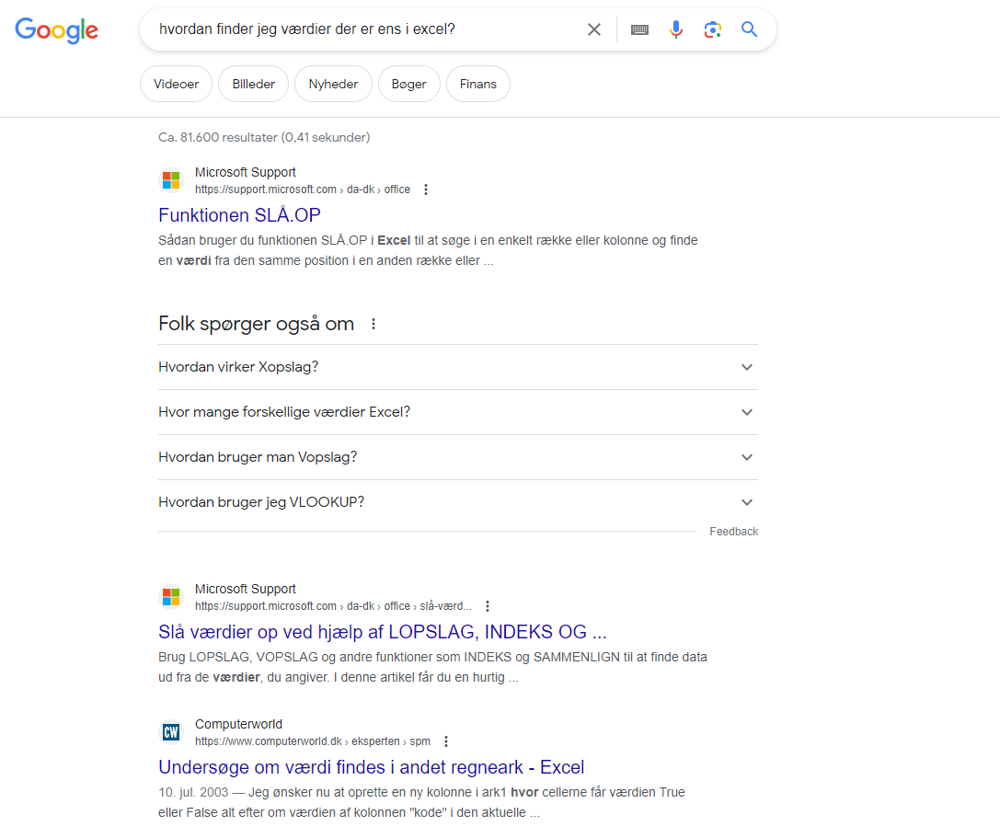 Google
hvordan finder jeg værdier der er ens i excel?
Videoer
Billeder
Nyheder
Bøger
Finans
Ca. 81.600 resultater (0,41 sekunder)
Microsoft Support
https://support.microsoft.com › da-dk › office
Funktionen SLÅ.OP
Sådan bruger du funktionen SLÅ.OP i Excel til at søge i en enkelt række eller kolonne og finde
en værdi fra den samme position i en anden række eller ...
Folk spørger også om
Hvordan virker Xopslag?
Hvor mange forskellige værdier Excel?
Hvordan bruger man Vopslag?
Hvordan bruger jeg VLOOKUP?
Feedback
Microsoft Support
https://support.microsoft.com › da-dk › office › slå-værd...
Slå værdier op ved hjælp af LOPSLAG, INDEKS OG ...
Brug LOPSLAG, VOPSLAG og andre funktioner som INDEKS og SAMMENLIGN til at finde data
ud fra de værdier, du angiver. I denne artikel får du en hurtig ...
CW
Computerworld
https://www.computerworld.dk › eksperten › spm
Undersøge om værdi findes i andet regneark - Excel
10. jul. 2003 — Jeg ønsker nu at oprette en ny kolonne i ark1 hvor cellerne får værdien True
eller False alt efter om værdien af kolonnen "kode" i den aktuelle ...